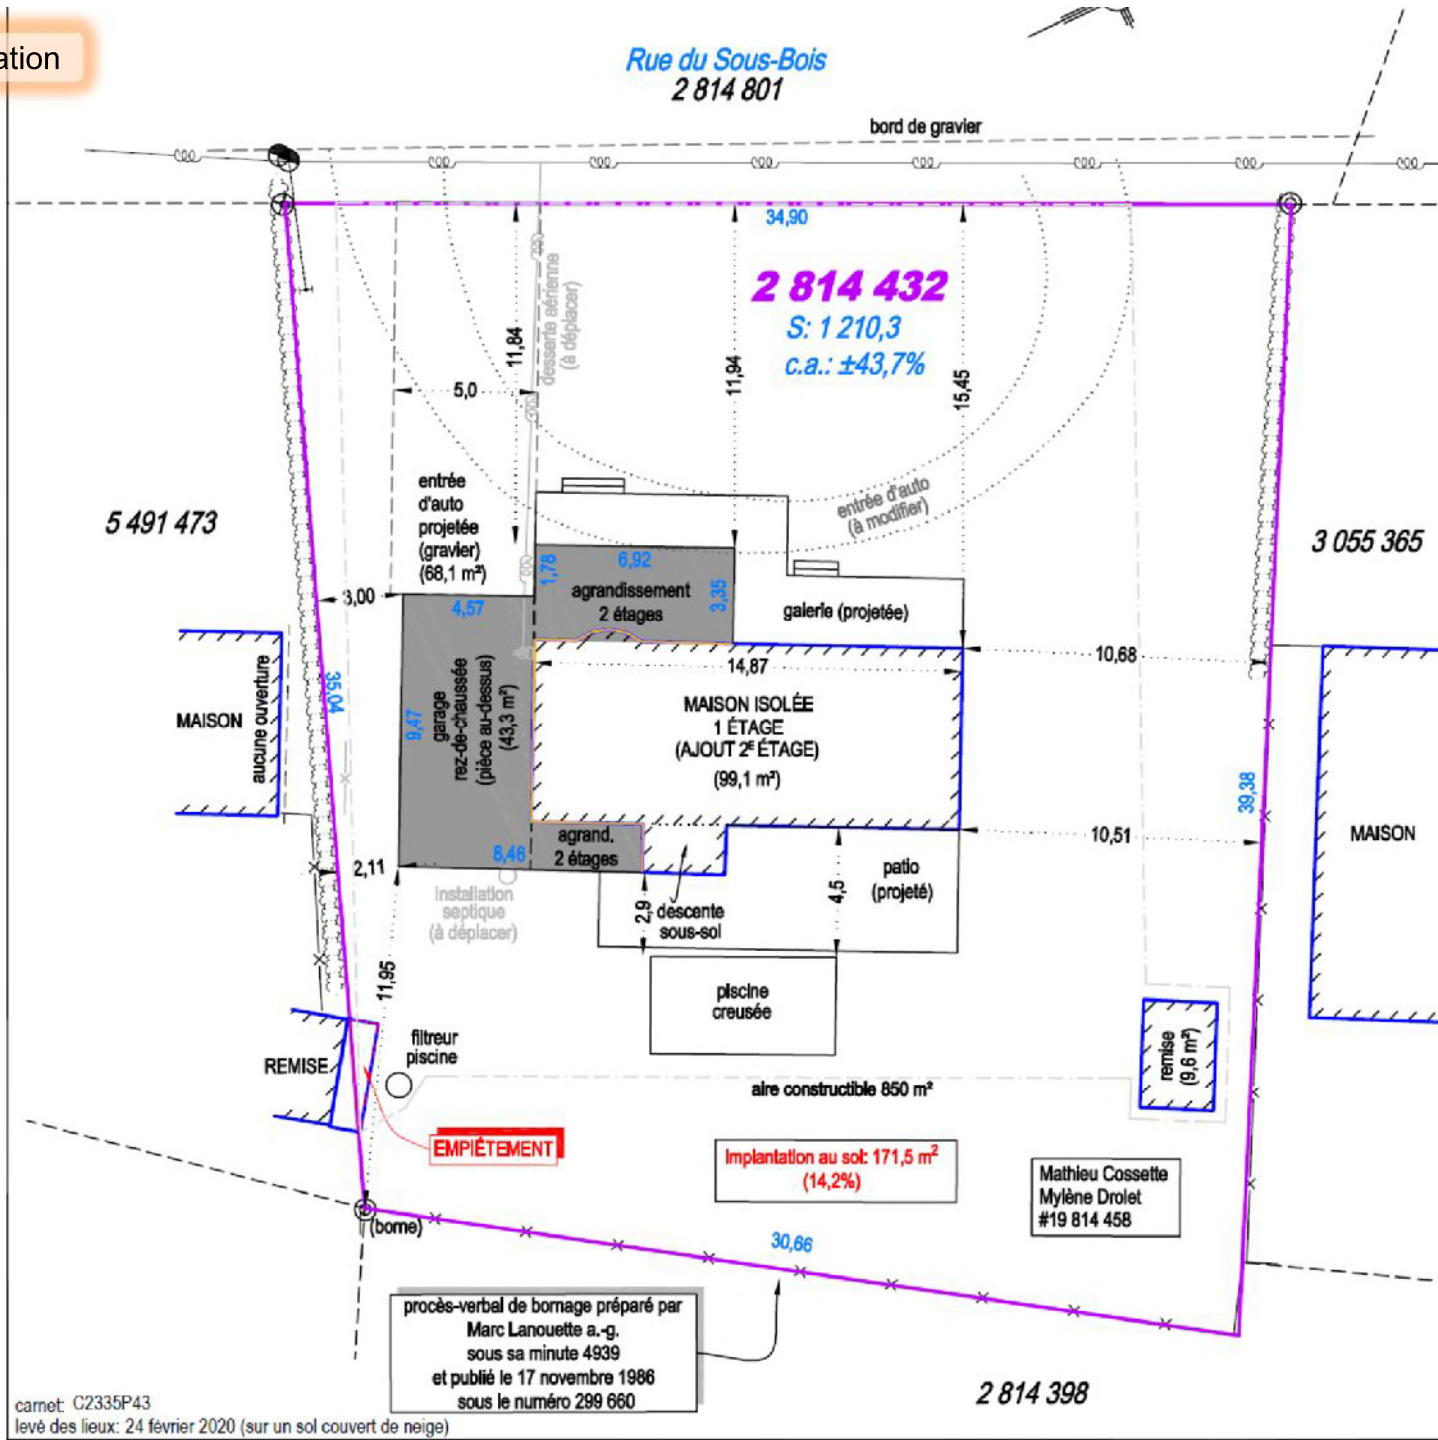 ation
Rue du Sous-Bois
2 814 801
bord de gravier
34,90
2 814 432
S: 1 210,3
c.a.: ±43,7%
11,84
desserte aérienne
(à déplacer)
11,94
15,45
5,0
entrée
d'auto
projetée
(gravier)
(68,1 m²)
entrée d'auto
(à modifier)
5 491 473
3 055 365
1,78
6,92
agrandissement
2 étages
3,35
galerie (projetée)
3,00
4,57
10,68
14,87
35,04
MAISON
aucune ouverture
9,47
garage
rez-de-chaussée
(pièce au-dessus)
(43,3 m²)
MAISON ISOLÉE
1 ÉTAGE
(AJOUT 2ᴱ ÉTAGE)
(99,1 m²)
39,38
MAISON
10,51
agrand.
2 étages
8,46
2,11
patio
(projeté)
4,5
2,9
descente
sous-sol
Installation
septique
(à déplacer)
11,95
piscine
creusée
filtreur
piscine
REMISE
remise
(9,6 m²)
aire constructible 850 m²
EMPIÉTEMENT
Implantation au sol: 171,5 m²
(14,2%)
Mathieu Cossette
Mylène Drolet
#19 814 458
(borne)
30,66
procès-verbal de bornage préparé par
Marc Lanouette a.-g.
sous sa minute 4939
et publié le 17 novembre 1986
sous le numéro 299 660
2 814 398
carnet: C2335P43
levé des lieux: 24 février 2020 (sur un sol couvert de neige)